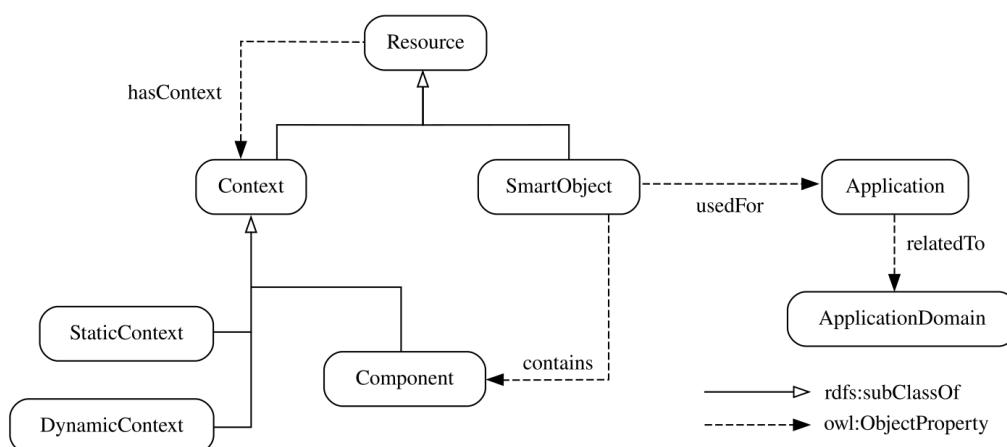 Resource
hasContext
Context
SmartObject
usedFor
Application
relatedTo
StaticContext
ApplicationDomain
contains
Component
DynamicContext
rdfs:subClassOf
owl:ObjectProperty